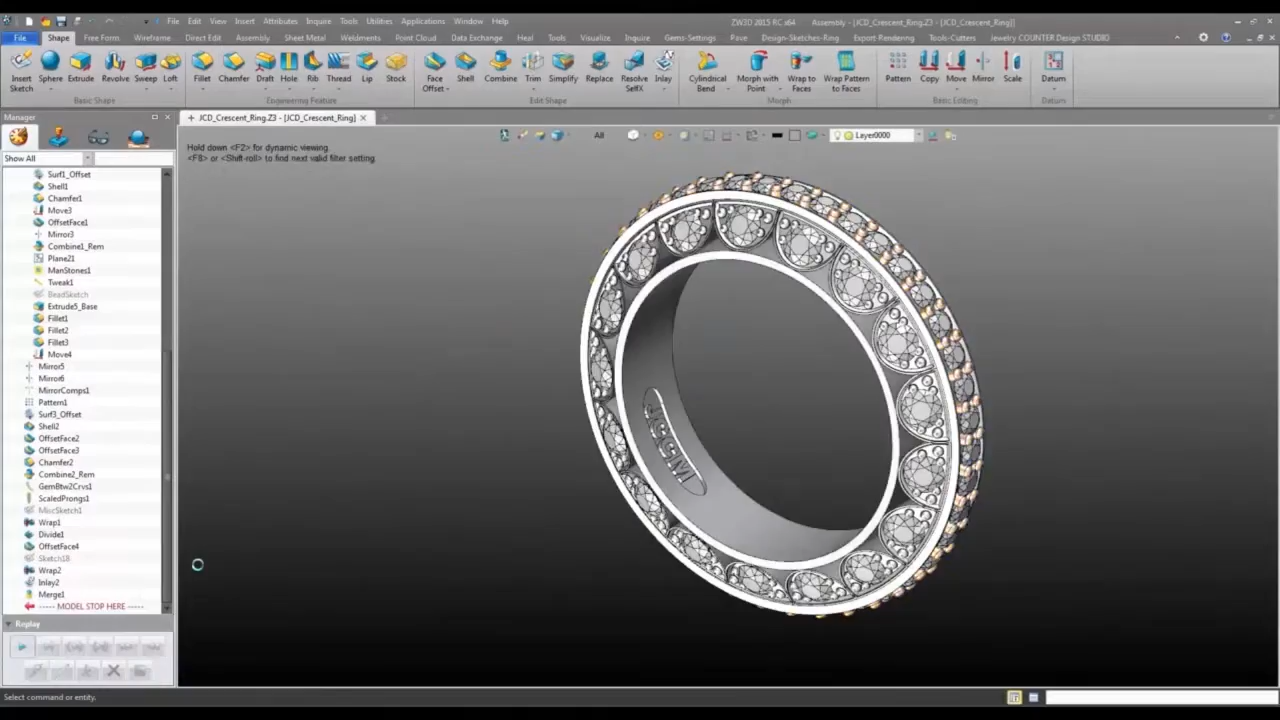 File Edit View Insert Attributes Inquire Tools Utilities Applications Window Help
ZW3D 2015 RC x64 Assembly - [JCD_Crescent_Ring.Z3 - [JCD_Crescent_Ring]]
File Shape Free Form Wireframe Direct Edit Assembly Sheet Metal Weldments Point Cloud Data Exchange Heal Tools Visualize Inquire Gems-Settings Pave Design-Sketches-Ring Export-Rendering Tools-Cutters Jewelry COUNTER Design STUDIO
Insert Sketch Sphere Extrude Revolve Sweep Loft Fillet Chamfer Draft Hole Rib Thread Lip Stock Face Offset Shell Combine Trim Simplify Replace Resolve SelfX Inlay Cylindrical Bend Morph with Point Wrap to Faces Wrap Pattern to Faces Pattern Copy Move Mirror Scale Datum
Basic Shape Engineering Feature Edit Shape Morph Basic Editing Datum
Manager
JCD_Crescent_Ring.Z3 - [JCD_Crescent_Ring]
All
Layer0000
Hold down <F2> for dynamic viewing.
<F8> or <Shift-roll> to find next valid filter setting.
Show All
Surf1_Offset
Shell1
Chamfer1
Move3
OffsetFace1
Mirror3
Combine1_Rem
Plane21
ManStones1
Tweak1
BeadSketch
Extrude5_Base
Fillet1
Fillet2
Fillet3
Move4
Mirror5
Mirror6
MirrorComps1
Pattern1
Surf3_Offset
Shell2
OffsetFace2
OffsetFace3
Chamfer2
Combine2_Rem
GemBtw2Crvs1
ScaledProngs1
MiscSketch1
Wrap1
Divide1
OffsetFace4
Sketch18
Wrap2
Inlay2
Merge1
----- MODEL STOP HERE -----
Replay
Select command or entity.